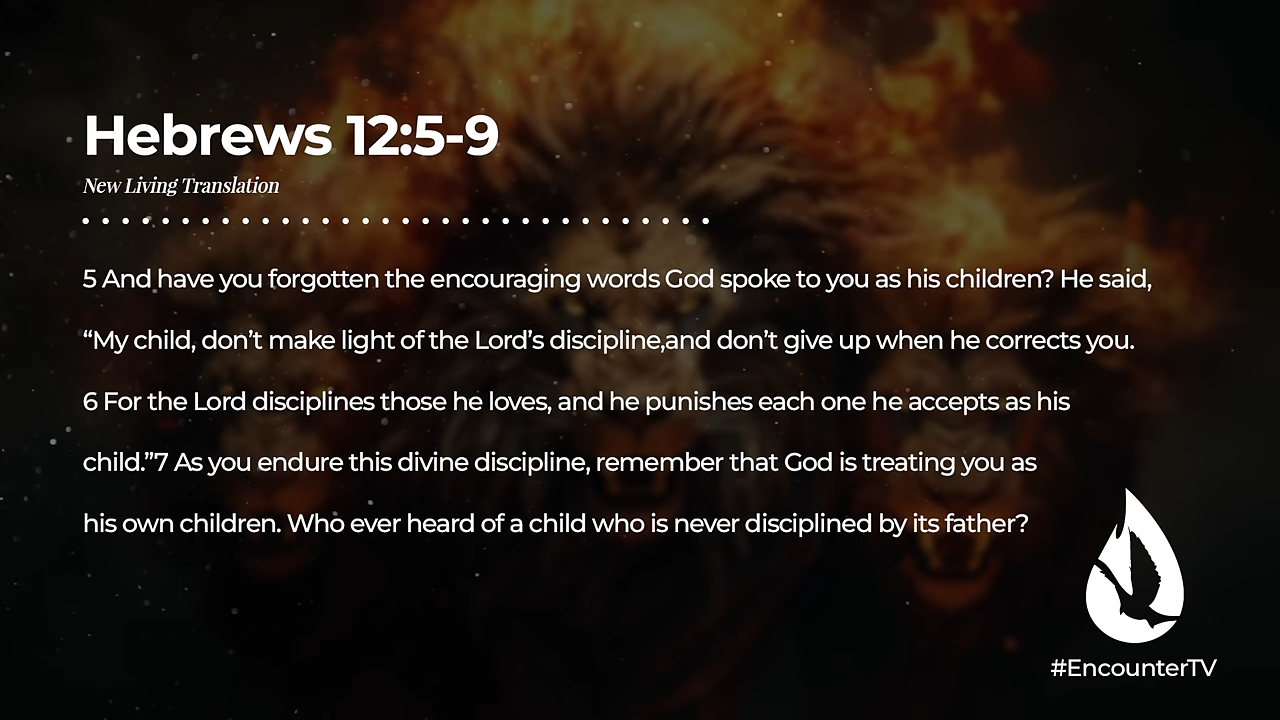 Hebrews 12:5-9
New Living Translation
5 And have you forgotten the encouraging words God spoke to you as his children? He said,
“My child, don’t make light of the Lord’s discipline,and don’t give up when he corrects you.
6 For the Lord disciplines those he loves, and he punishes each one he accepts as his
child.”7 As you endure this divine discipline, remember that God is treating you as
his own children. Who ever heard of a child who is never disciplined by its father?
#EncounterTV